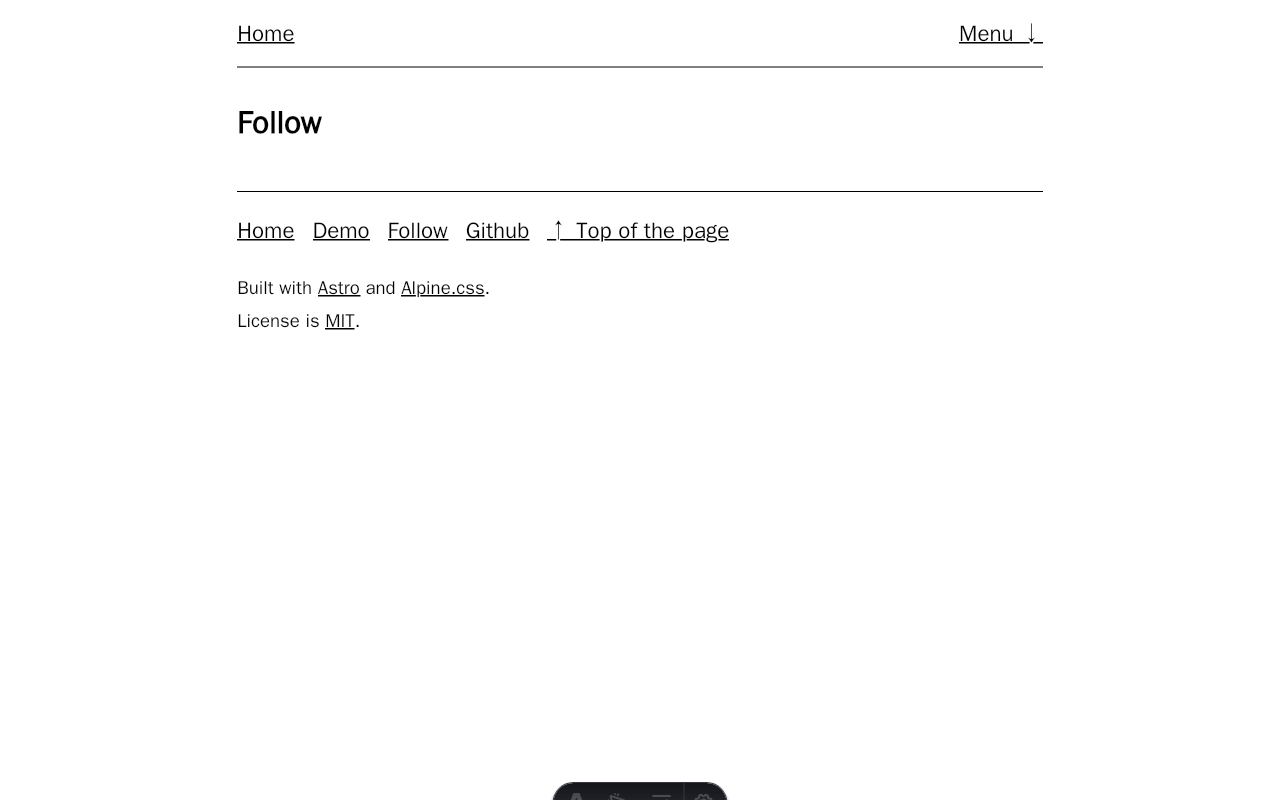 Home Menu ↓
Follow
Home Demo Follow Github ↑ Top of the page
Built with Astro and Alpine.css.
License is MIT.